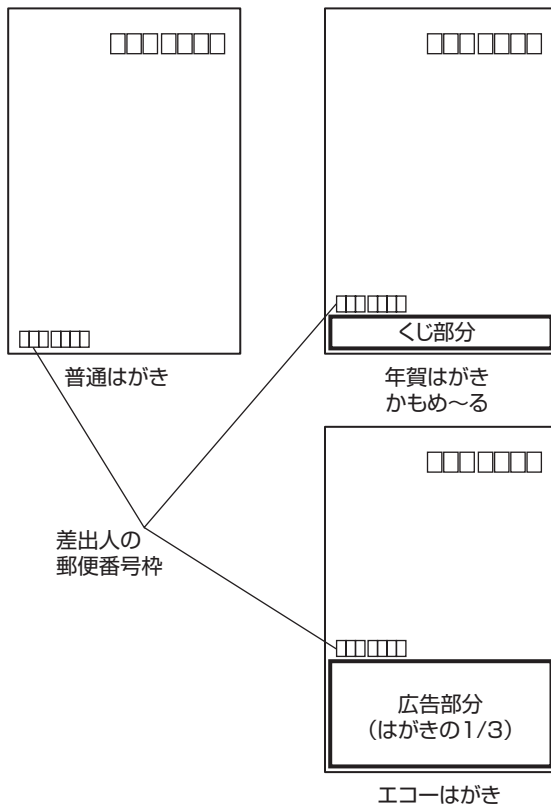 普通はがき
くじ部分
年賀はがき
かもめ〜る
差出人の
郵便番号枠
広告部分
（はがきの1/3）
エコーはがき